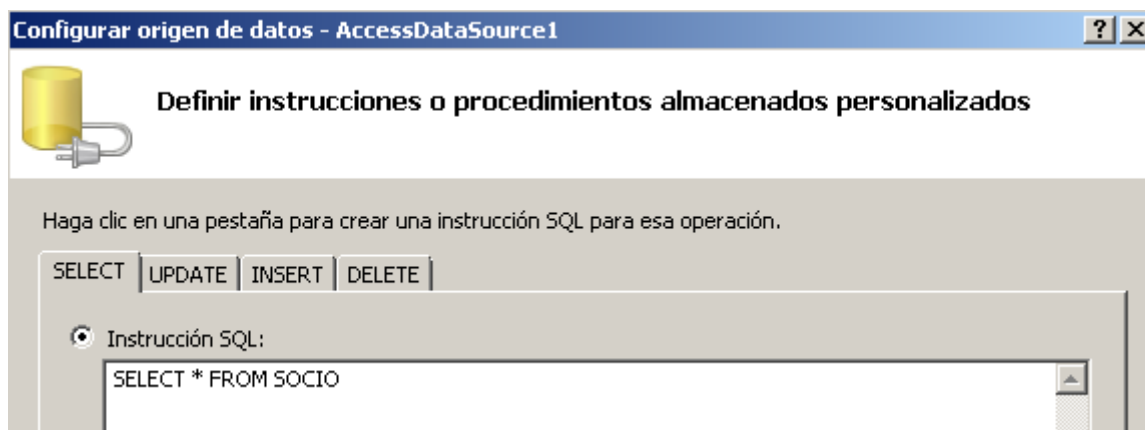 Configurar origen de datos - AccessDataSource1
Definir instrucciones o procedimientos almacenados personalizados
Haga clic en una pestaña para crear una instrucción SQL para esa operación.
SELECT UPDATE INSERT DELETE
Instrucción SQL:
SELECT * FROM SOCIO